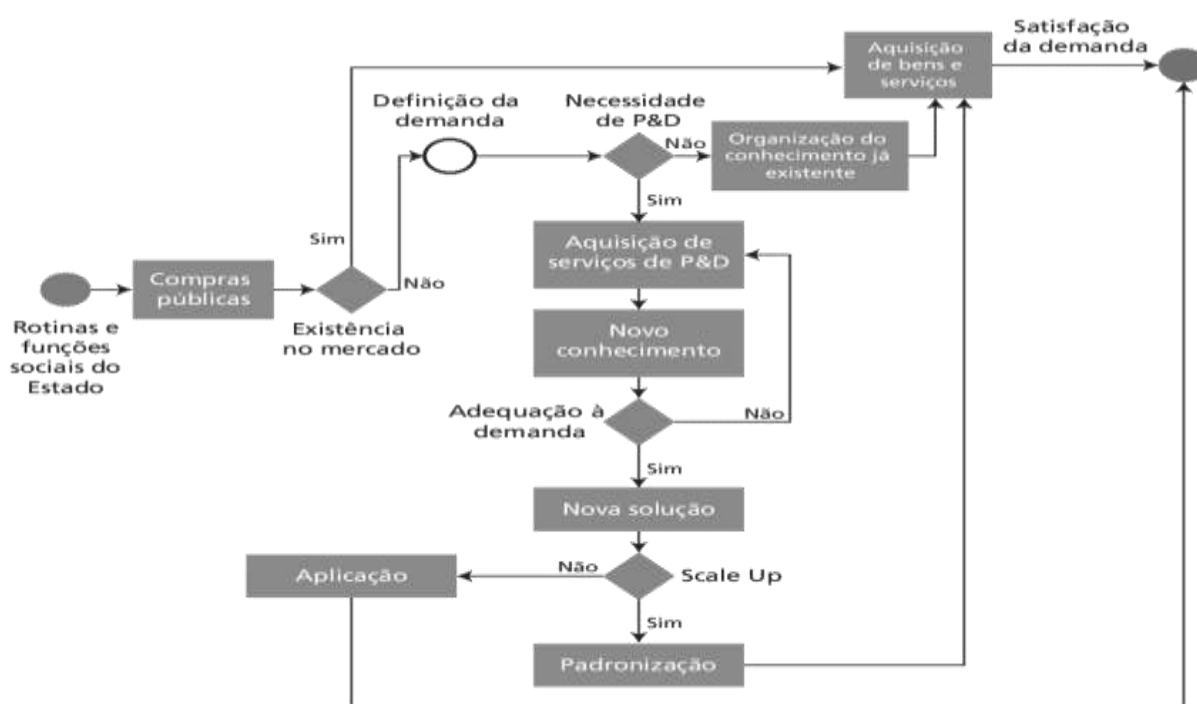 Satisfação
da demanda
Aquisição
de bens e
serviços
Definição da
demanda
Necessidade
de P&D
Não
Organização do
conhecimento já
existente
Sim
Sim
Aquisição de
serviços de P&D
Compras
públicas
Não
Existência
no mercado
Rotinas e
funções
sociais do
Estado
Novo
conhecimento
Adequação à
demanda
Não
Sim
Nova solução
Não
Scale Up
Aplicação
Sim
Padronização